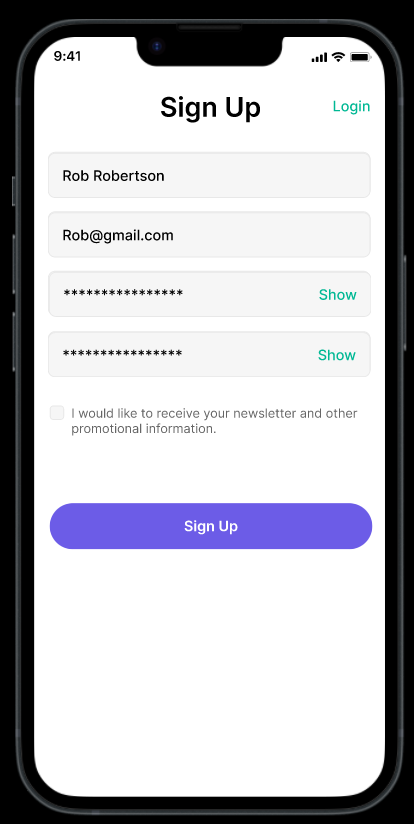 9:41
Sign Up
Login
Rob Robertson
Rob@gmail.com
****************
Show
****************
Show
I would like to receive your newsletter and other
promotional information.
Sign Up